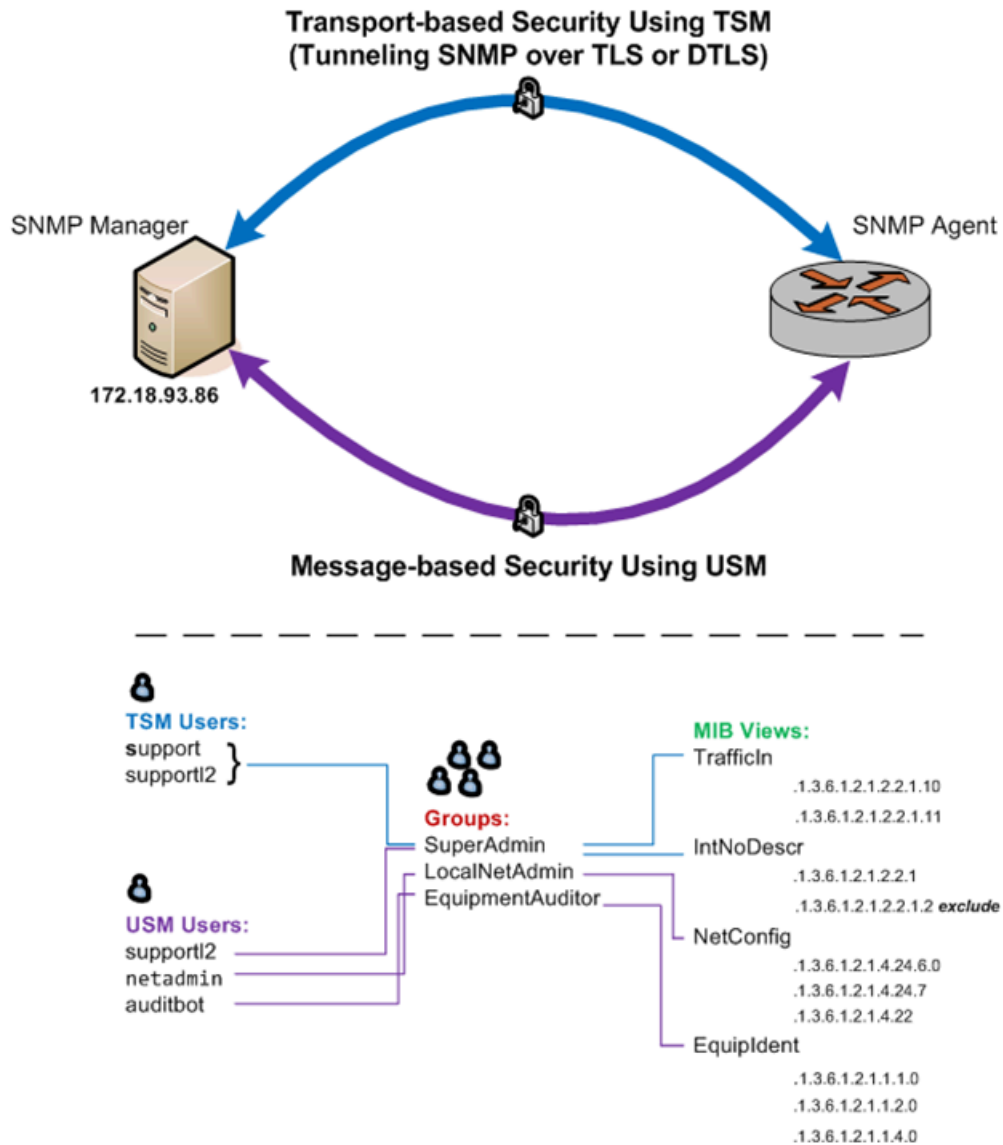 Transport-based Security Using TSM
(Tunneling SNMP over TLS or DTLS)
SNMP Manager
SNMP Agent
172.18.93.86
Message-based Security Using USM
TSM Users:
support
supportl2
}
Groups:
SuperAdmin
LocalNetAdmin
EquipmentAuditor
USM Users:
supportl2
netadmin
auditbot
MIB Views:
TrafficIn
.1.3.6.1.2.1.2.2.1.10
.1.3.6.1.2.1.2.2.1.11
IntNoDescr
.1.3.6.1.2.1.2.2.1
.1.3.6.1.2.1.2.2.1.2 exclude
NetConfig
.1.3.6.1.2.1.4.24.6.0
.1.3.6.1.2.1.4.24.7
.1.3.6.1.2.1.4.22
EquipIdent
.1.3.6.1.2.1.1.1.0
.1.3.6.1.2.1.1.2.0
.1.3.6.1.2.1.1.4.0